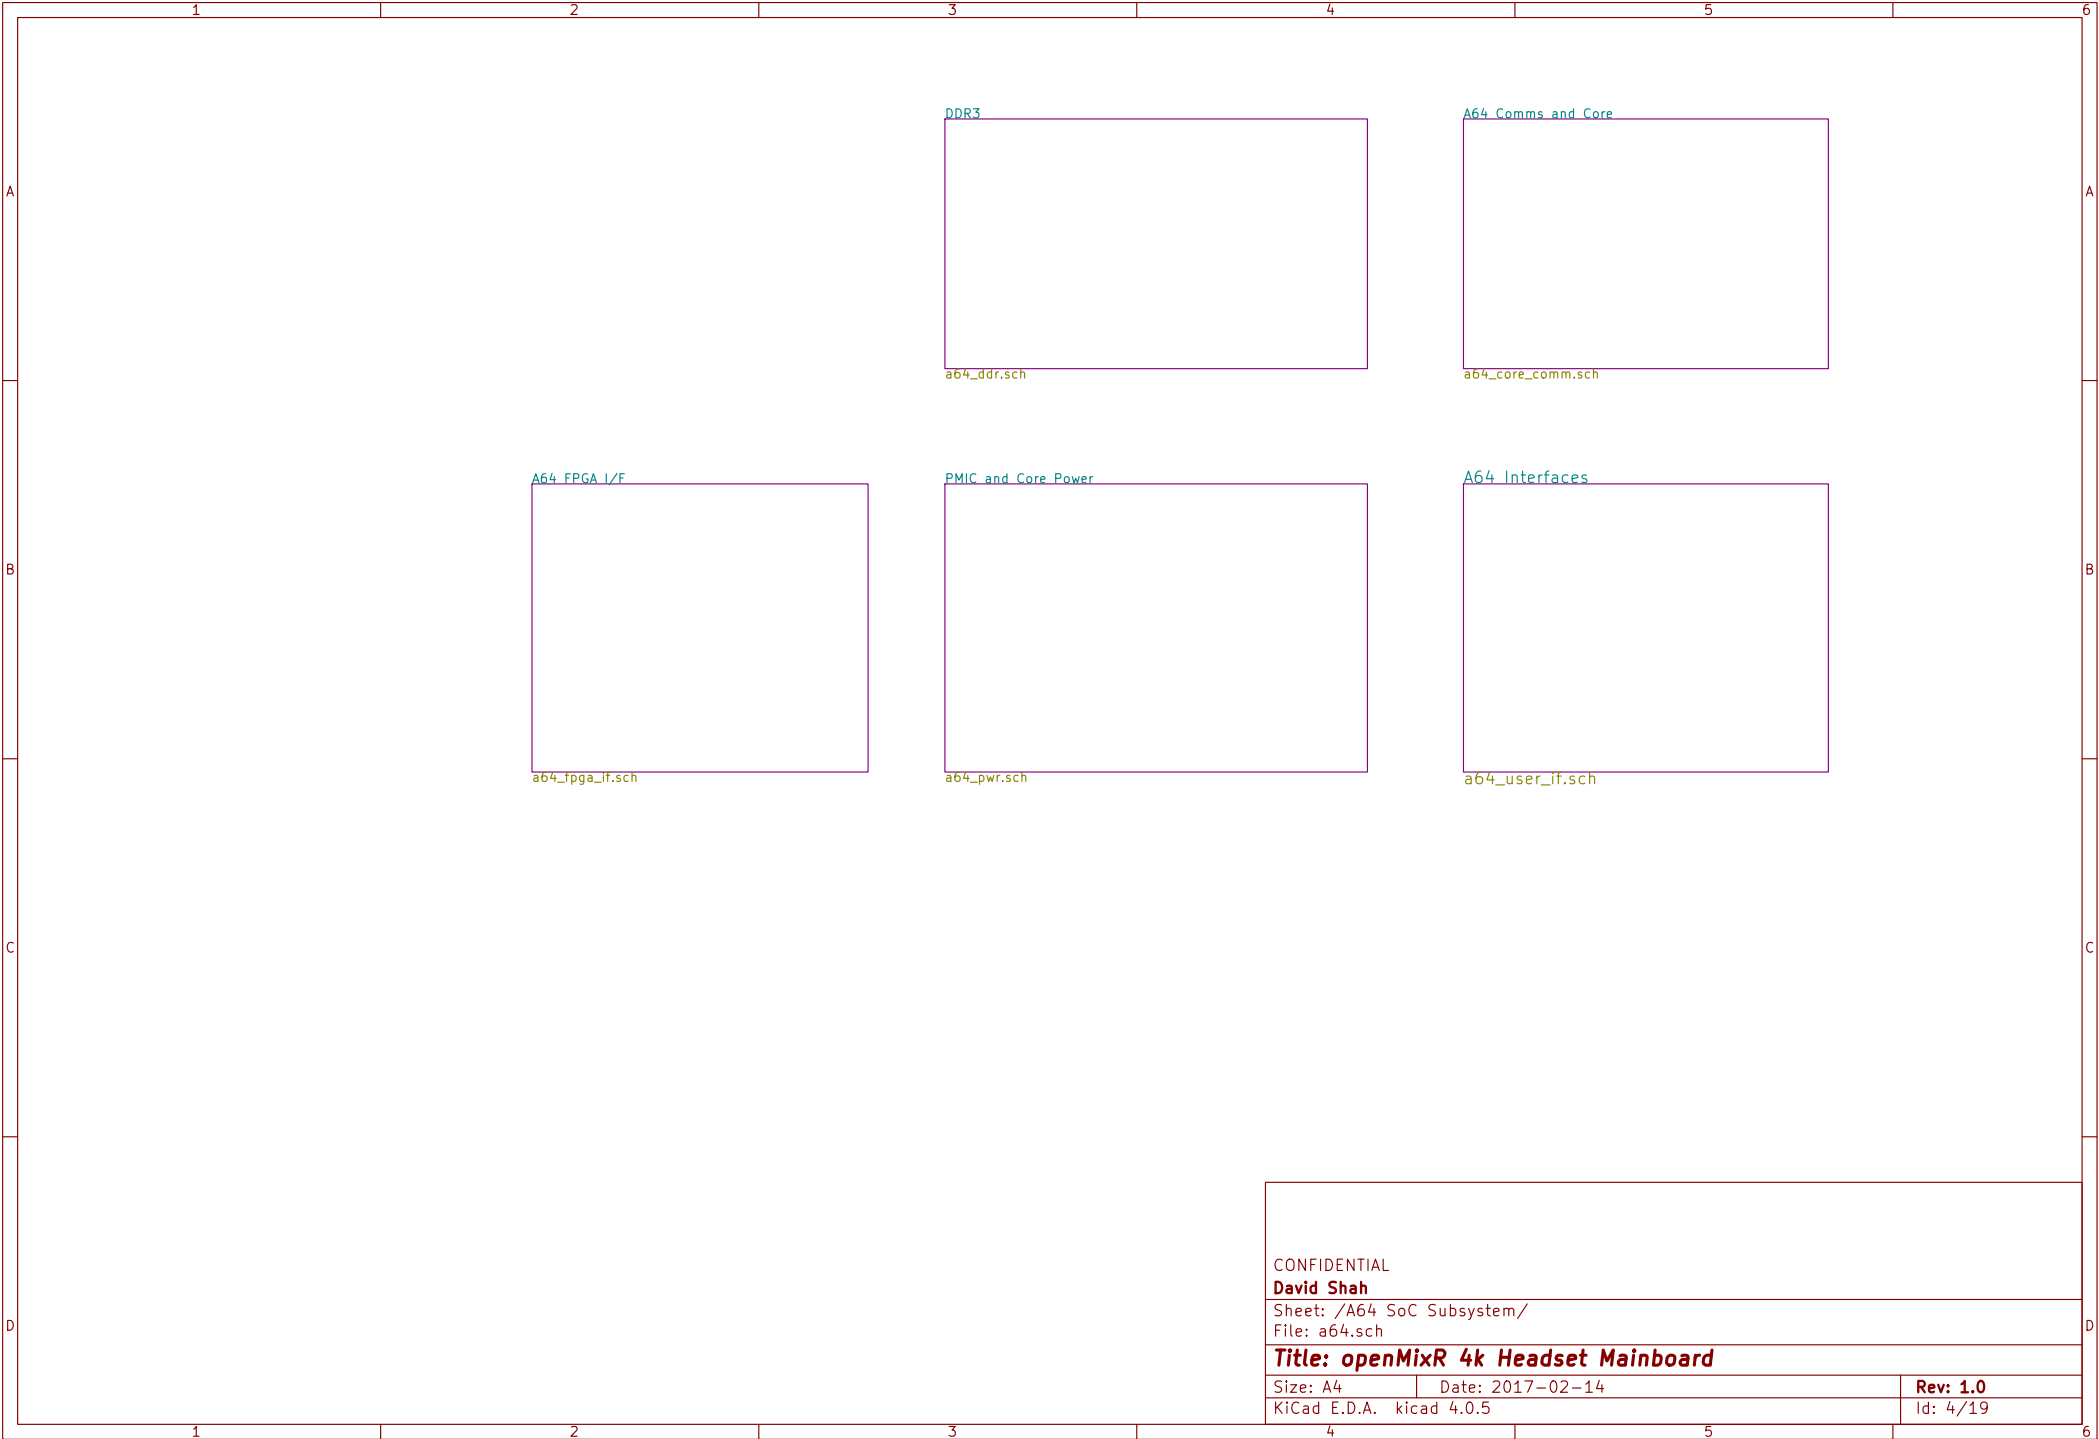 1 2 3 4 5 6
DDR3 A64 Comms and Core
A A
a64_ddr.sch a64_core_comm.sch
A64 FPGA I/F PMIC and Core Power A64 Interfaces
B B
a64_fpga_if.sch a64_pwr.sch a64_user_if.sch
C C
CONFIDENTIAL
David Shah
Sheet: /A64 SoC Subsystem/
D D
File: a64.sch
Title: openMixR 4k Headset Mainboard
Size: A4 Date: 2017-02-14 Rev: 1.0
KiCad E.D.A. kicad 4.0.5 Id: 4/19
1 2 3 4 5 6